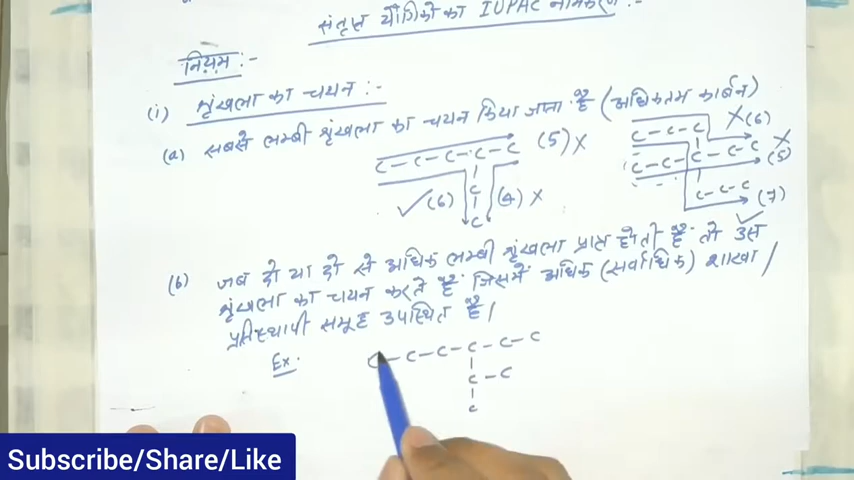 संतृप्त यौगिकों का IUPAC नामकरण :-
नियम :-
(i) शृंखला का चयन :-
(a) सबसे लम्बी शृंखला का चयन किया जाता है (अधिकतम कार्बन)
C-C-C-C-C (5) X
C
C
(6) (4) X
C-C-C X (6)
C-C-C-C-C X (5)
C-C-C (7)
(b) जब दो या दो से अधिक लम्बी शृंखला प्राप्त होती है तो उस
शृंखला का चयन करते है जिसमें अधिक (सर्वाधिक) शाखा /
प्रतिस्थापी समूह उपस्थित है /
Ex.
C-C-C-C-C-C
C-C
C
Subscribe/Share/Like